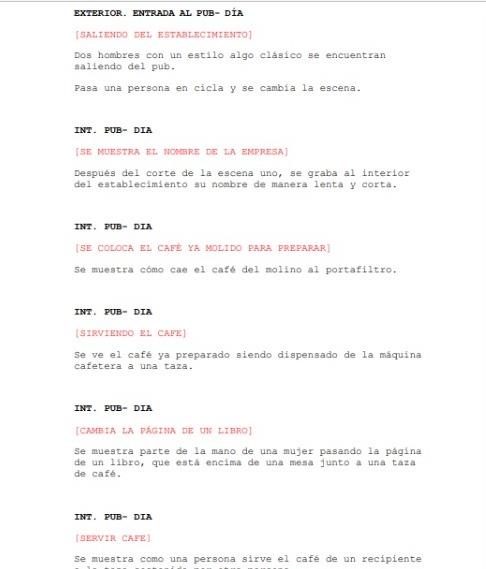 EXTERIOR. ENTRADA AL PUB- DÍA
[SALIENDO DEL ESTABLECIMIENTO]
Dos hombres con un estilo algo clásico se encuentran
saliendo del pub.
Pasa una persona en cicla y se cambia la escena.
INT. PUB- DIA
[SE MUESTRA EL NOMBRE DE LA EMPRESA]
Después del corte de la escena uno, se graba al interior
del establecimiento su nombre de manera lenta y corta.
INT. PUB- DIA
[SE COLOCA EL CAFÉ YA MOLIDO PARA PREPARAR]
Se muestra cómo cae el café del molino al portafiltro.
INT. PUB- DIA
[SIRVIENDO EL CAFE]
Se ve el café ya preparado siendo dispensado de la máquina
cafetera a una taza.
INT. PUB- DIA
[CAMBIA LA PÁGINA DE UN LIBRO]
Se muestra parte de la mano de una mujer pasando la página
de un libro, que está encima de una mesa junto a una taza
de café.
INT. PUB- DIA
[SERVIR CAFE]
Se muestra como una persona sirve el café de un recipiente